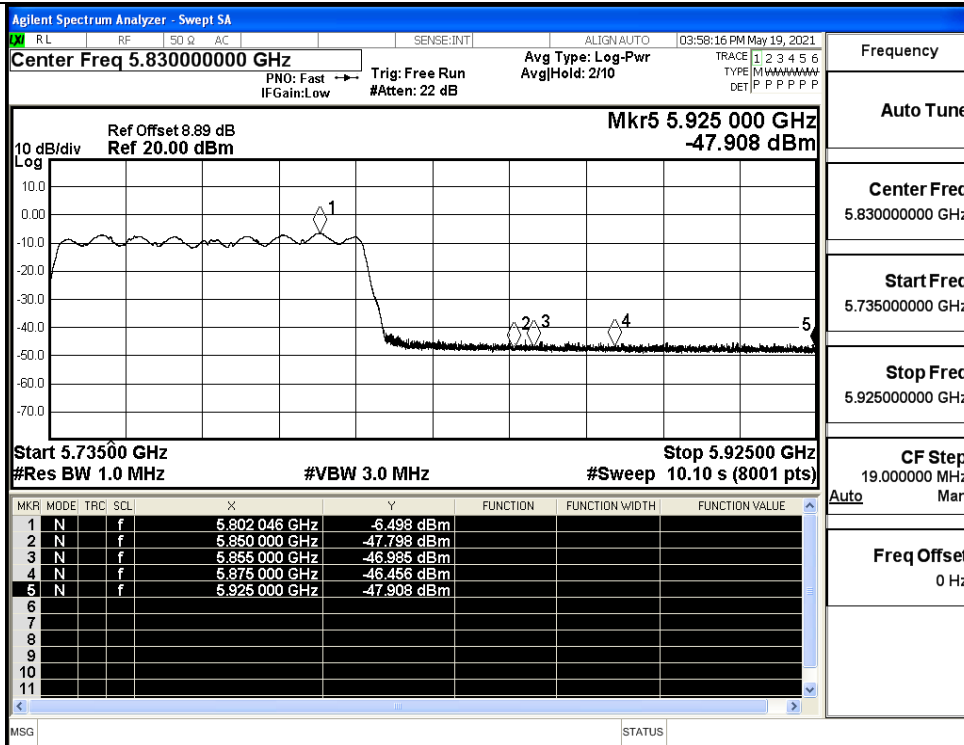 Agilent Spectrum Analyzer - Swept SA
LXI RL RF 50 Ω AC SENSE:INT ALIGN AUTO 03:58:16 PM May 19, 2021
Center Freq 5.830000000 GHz
PNO: Fast
IFGain:Low
Trig: Free Run
#Atten: 22 dB
Avg Type: Log-Pwr
Avg|Hold: 2/10
TRACE 1 2 3 4 5 6
TYPE M W W W W W
DET P P P P P P
Frequency
Auto Tune
Center Freq
5.830000000 GHz
Start Freq
5.735000000 GHz
Stop Freq
5.925000000 GHz
CF Step
19.000000 MHz
Auto Man
Freq Offset
0 Hz
Mkr5 5.925 000 GHz
-47.908 dBm
Ref Offset 8.89 dB
10 dB/div Ref 20.00 dBm
Log
10.0
0.00
-10.0
-20.0
-30.0
-40.0
-50.0
-60.0
-70.0
1
2 3
4
5
Start 5.73500 GHz Stop 5.92500 GHz
#Res BW 1.0 MHz #VBW 3.0 MHz #Sweep 10.10 s (8001 pts)
MKR MODE TRC SCL X Y FUNCTION FUNCTION WIDTH FUNCTION VALUE
1 N f 5.802 046 GHz -6.498 dBm
2 N f 5.850 000 GHz -47.798 dBm
3 N f 5.855 000 GHz -46.985 dBm
4 N f 5.875 000 GHz -46.456 dBm
5 N f 5.925 000 GHz -47.908 dBm
6
7
8
9
10
11
MSG STATUS